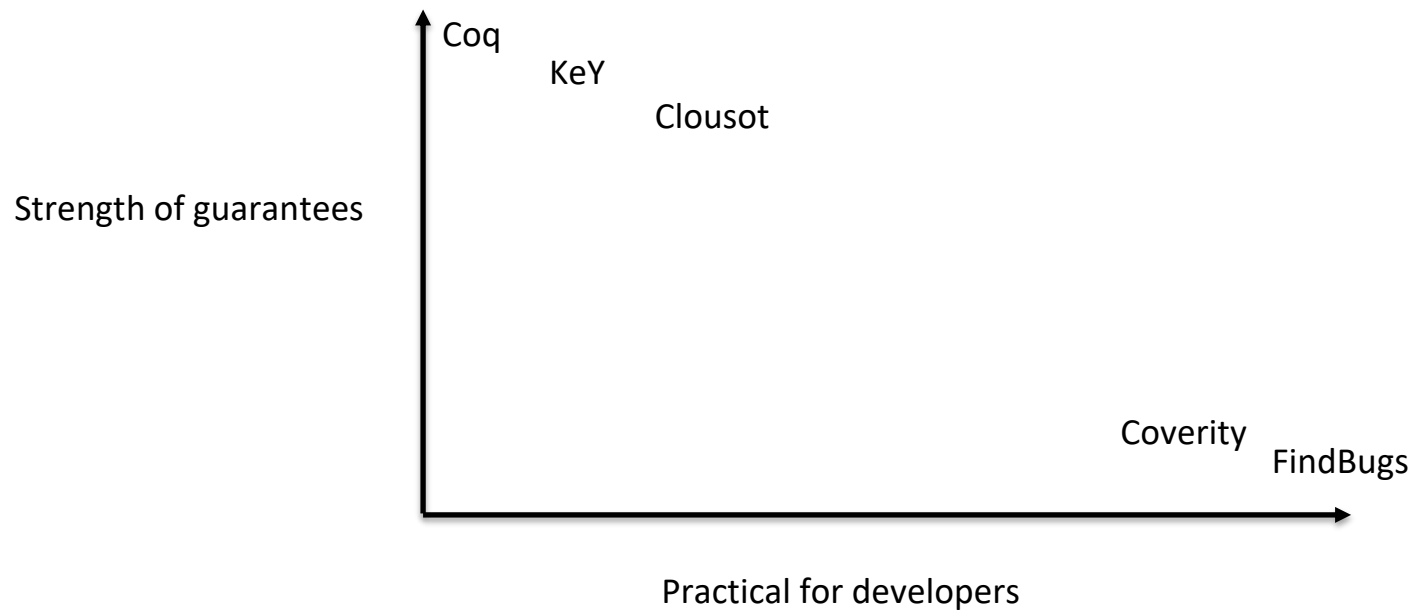 Coq
KeY
Clousot
Strength of guarantees
Coverity
FindBugs
Practical for developers